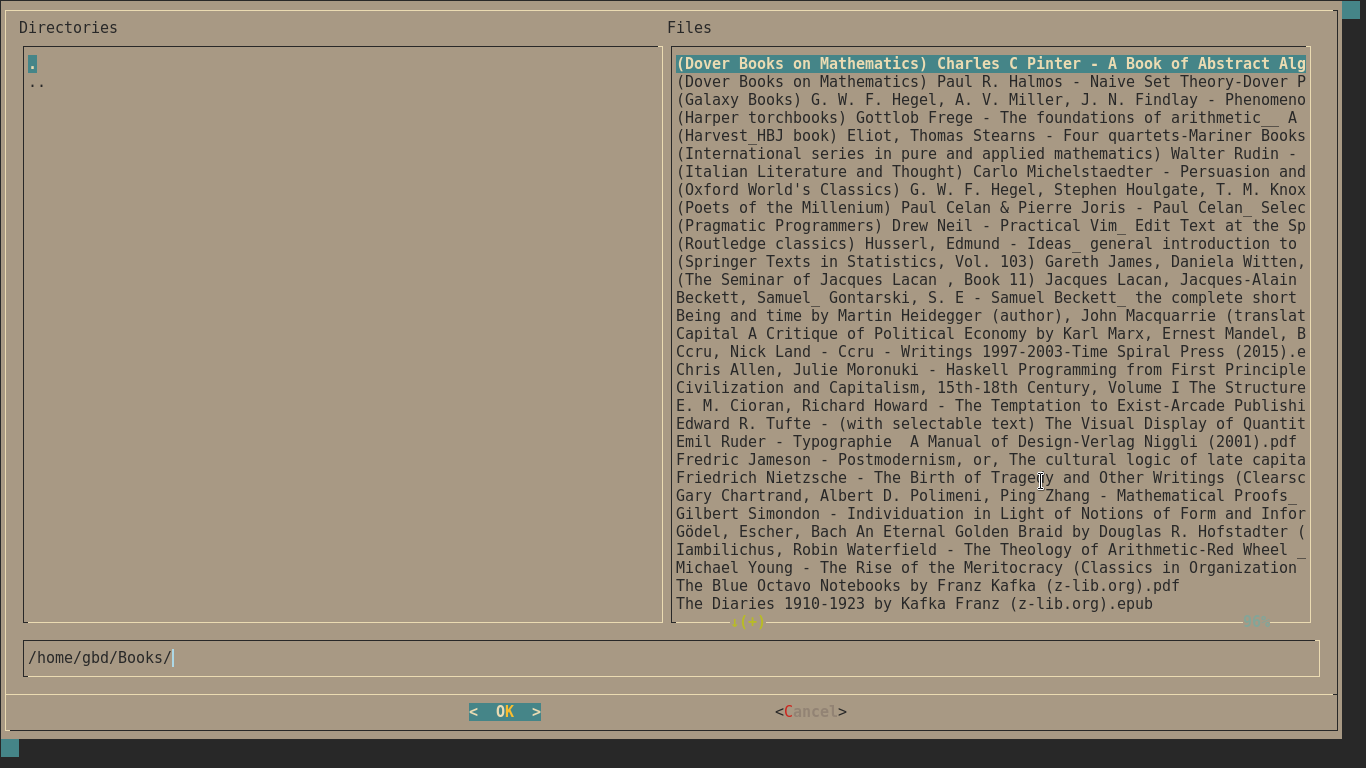 Directories
Files
.
..
(Dover Books on Mathematics) Charles C Pinter - A Book of Abstract Alg
(Dover Books on Mathematics) Paul R. Halmos - Naive Set Theory-Dover P
(Galaxy Books) G. W. F. Hegel, A. V. Miller, J. N. Findlay - Phenomeno
(Harper torchbooks) Gottlob Frege - The foundations of arithmetic__ A
(Harvest_HBJ book) Eliot, Thomas Stearns - Four quartets-Mariner Books
(International series in pure and applied mathematics) Walter Rudin -
(Italian Literature and Thought) Carlo Michelstaedter - Persuasion and
(Oxford World's Classics) G. W. F. Hegel, Stephen Houlgate, T. M. Knox
(Poets of the Millenium) Paul Celan & Pierre Joris - Paul Celan_ Selec
(Pragmatic Programmers) Drew Neil - Practical Vim_ Edit Text at the Sp
(Routledge classics) Husserl, Edmund - Ideas_ general introduction to
(Springer Texts in Statistics, Vol. 103) Gareth James, Daniela Witten,
(The Seminar of Jacques Lacan , Book 11) Jacques Lacan, Jacques-Alain
Beckett, Samuel_ Gontarski, S. E - Samuel Beckett_ the complete short
Being and time by Martin Heidegger (author), John Macquarrie (translat
Capital A Critique of Political Economy by Karl Marx, Ernest Mandel, B
Ccru, Nick Land - Ccru - Writings 1997-2003-Time Spiral Press (2015).e
Chris Allen, Julie Moronuki - Haskell Programming from First Principle
Civilization and Capitalism, 15th-18th Century, Volume I The Structure
E. M. Cioran, Richard Howard - The Temptation to Exist-Arcade Publishi
Edward R. Tufte - (with selectable text) The Visual Display of Quantit
Emil Ruder - Typographie  A Manual of Design-Verlag Niggli (2001).pdf
Fredric Jameson - Postmodernism, or, The cultural logic of late capita
Friedrich Nietzsche - The Birth of Tragedy and Other Writings (Clearsc
Gary Chartrand, Albert D. Polimeni, Ping Zhang - Mathematical Proofs_
Gilbert Simondon - Individuation in Light of Notions of Form and Infor
Gödel, Escher, Bach An Eternal Golden Braid by Douglas R. Hofstadter (
Iambilichus, Robin Waterfield - The Theology of Arithmetic-Red Wheel _
Michael Young - The Rise of the Meritocracy (Classics in Organization
The Blue Octavo Notebooks by Franz Kafka (z-lib.org).pdf
The Diaries 1910-1923 by Kafka Franz (z-lib.org).epub
↓(+)
/home/gbd/Books/
<  OK  >
<Cancel>